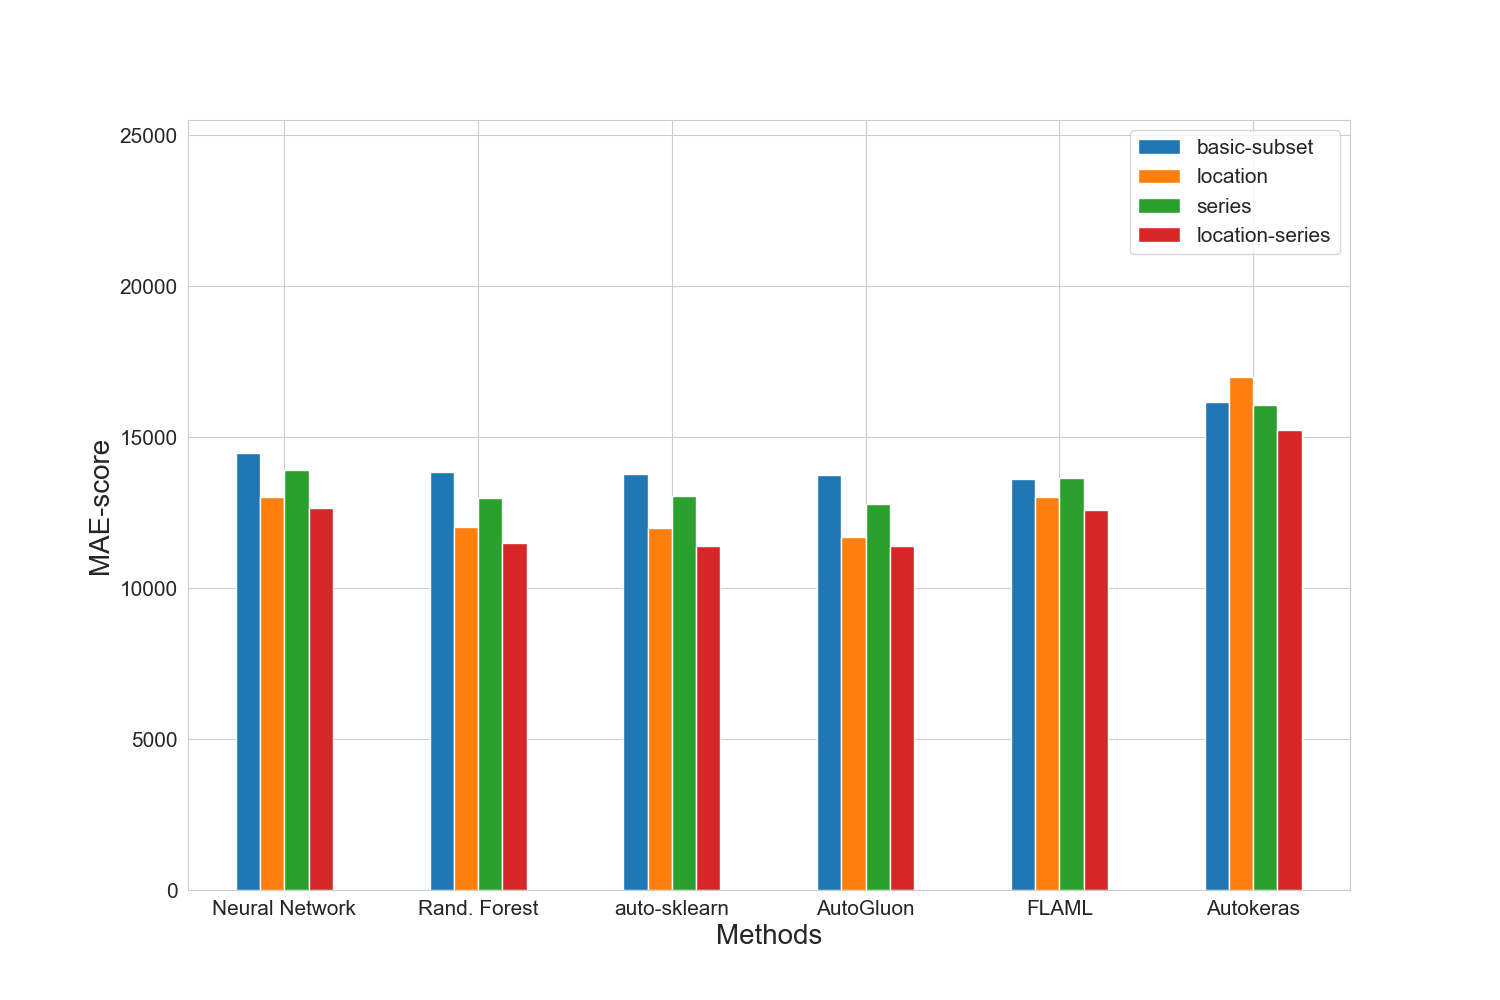 25000
20000
15000
10000
5000
0
MAE-score
basic-subset
location
series
location-series
Neural Network
Rand. Forest
auto-sklearn
AutoGluon
FLAML
Autokeras
Methods